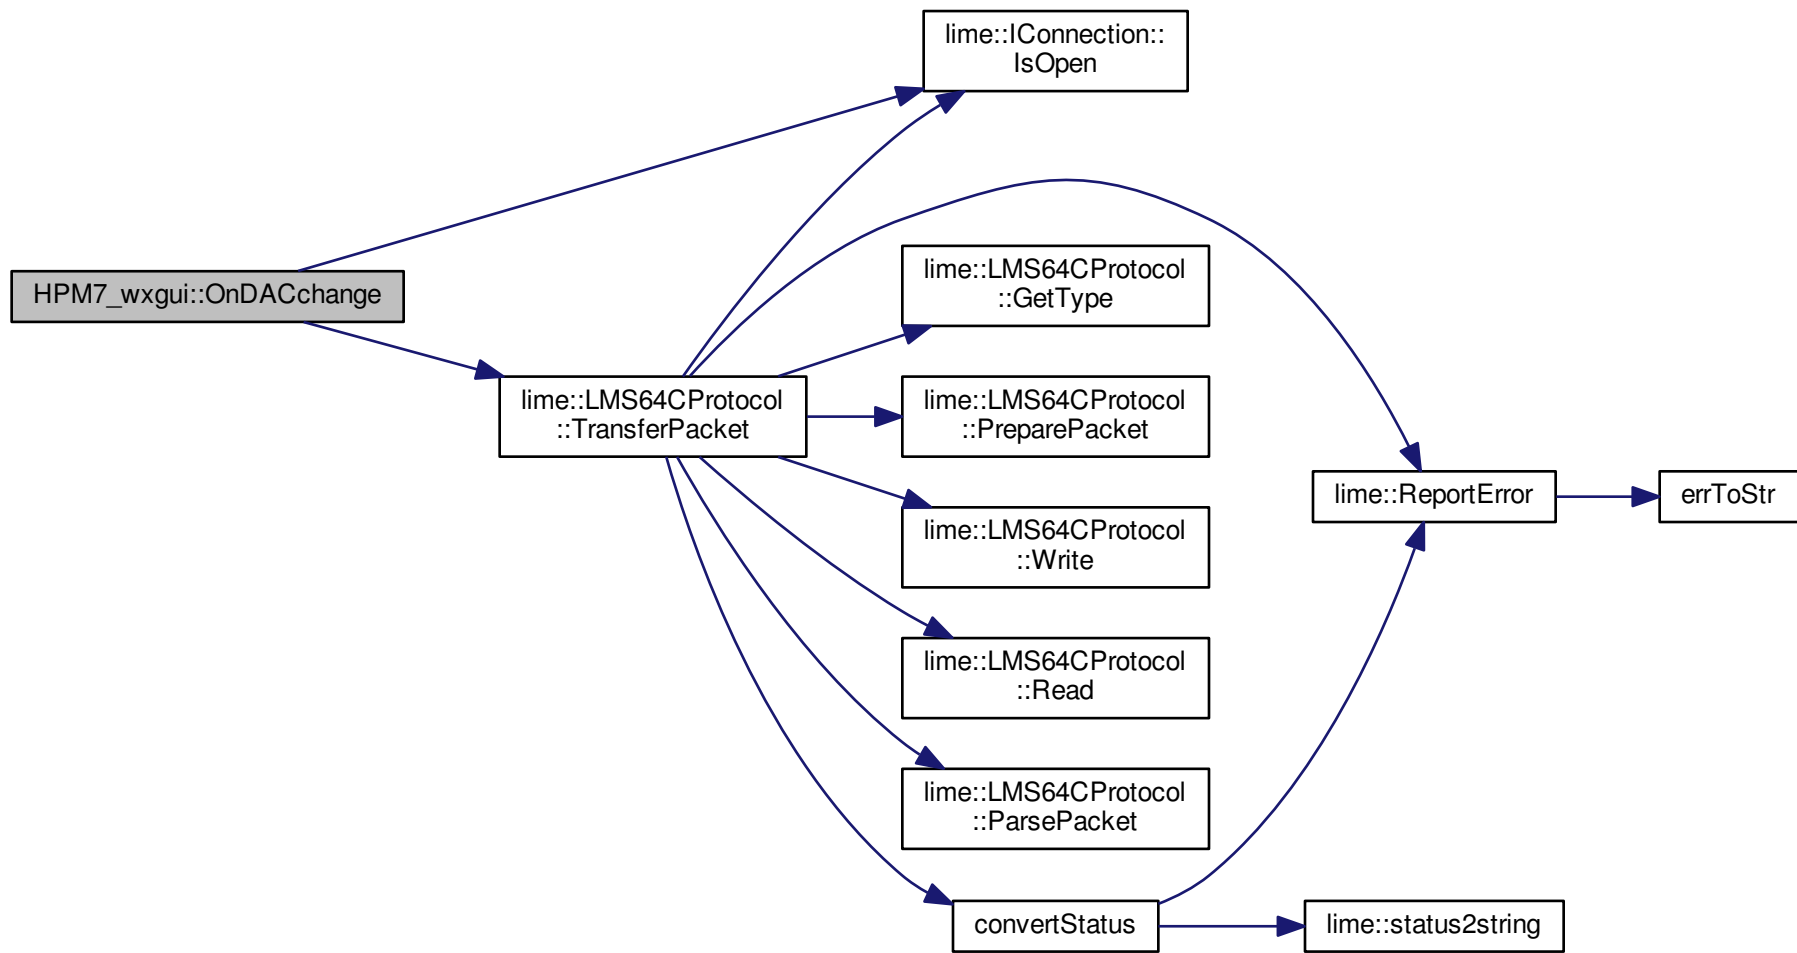 lime::IConnection::
IsOpen
HPM7_wxgui::OnDACchange
lime::LMS64CProtocol
::TransferPacket
lime::LMS64CProtocol
::GetType
lime::LMS64CProtocol
::PreparePacket
lime::LMS64CProtocol
::Write
lime::LMS64CProtocol
::Read
lime::LMS64CProtocol
::ParsePacket
convertStatus
lime::ReportError
errToStr
lime::status2string